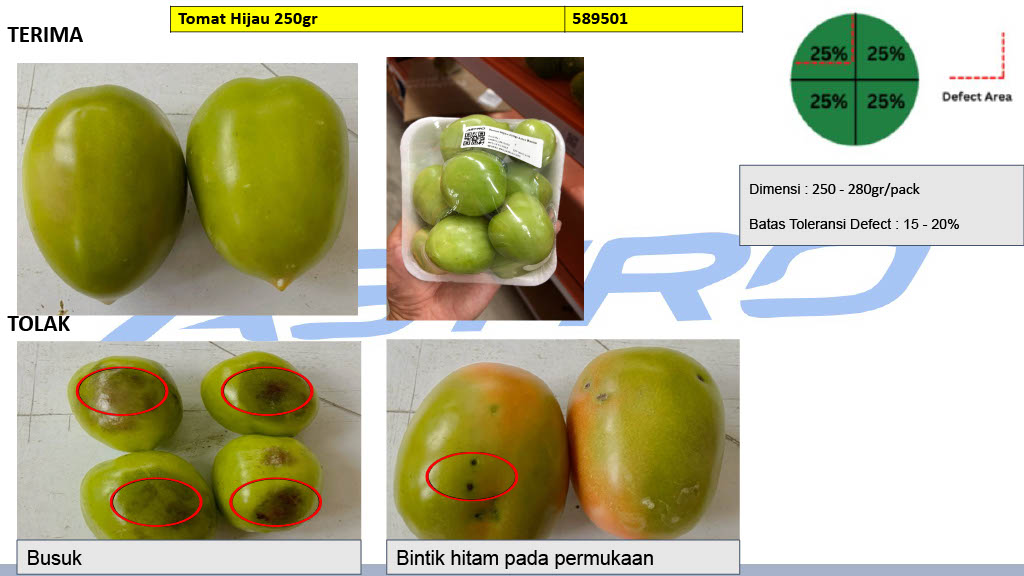 Tomat Hijau 250gr 589501
TERIMA
25% 25%
25% 25%
Defect Area
Dimensi : 250 - 280gr/pack
Batas Toleransi Defect : 15 - 20%
ASTRO
TOLAK
Busuk
Bintik hitam pada permukaan